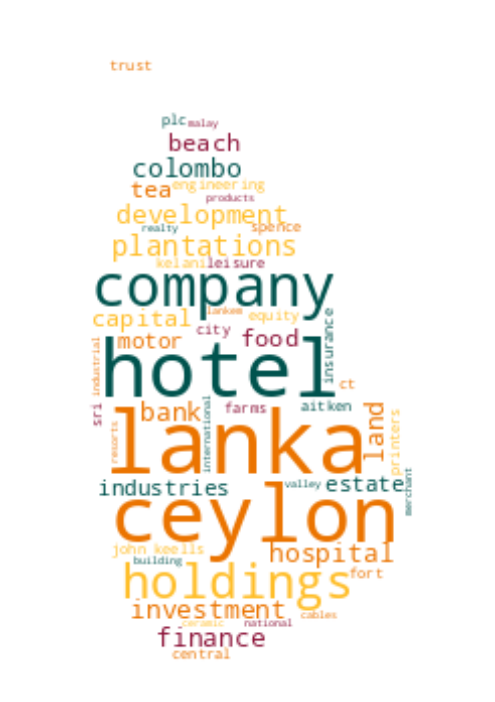 trust
plc
malay
beach
colombo
tea
engineering
products
development
realty
spence
plantations
kelani
leisure
company
lankem
capital
equity
insurance
city
motor
food
industrial
hotel
ct
sri
bank
international
farms
aitken
land
lanka
resorts
printers
industries
valley
estate
merchant
ceylon
john keells
hospital
building
fort
holdings
investment
cables
ceramic
national
finance
central